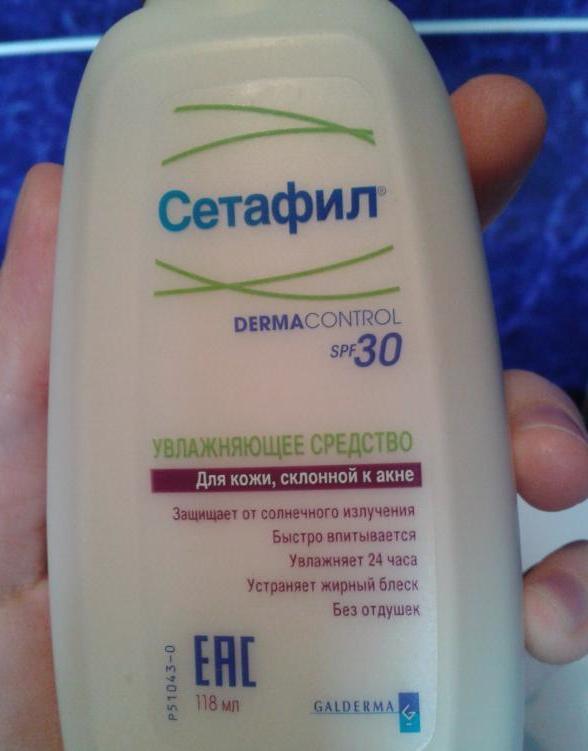 Сетафил®
DERMACONTROL
SPF30
УВЛАЖНЯЮЩЕЕ СРЕДСТВО
Для кожи, склонной к акне
Защищает от солнечного излучения
Быстро впитывается
Увлажняет 24 часа
Устраняет жирный блеск
Без отдушек
P51043-0
EAC
118 мл
GALDERMA